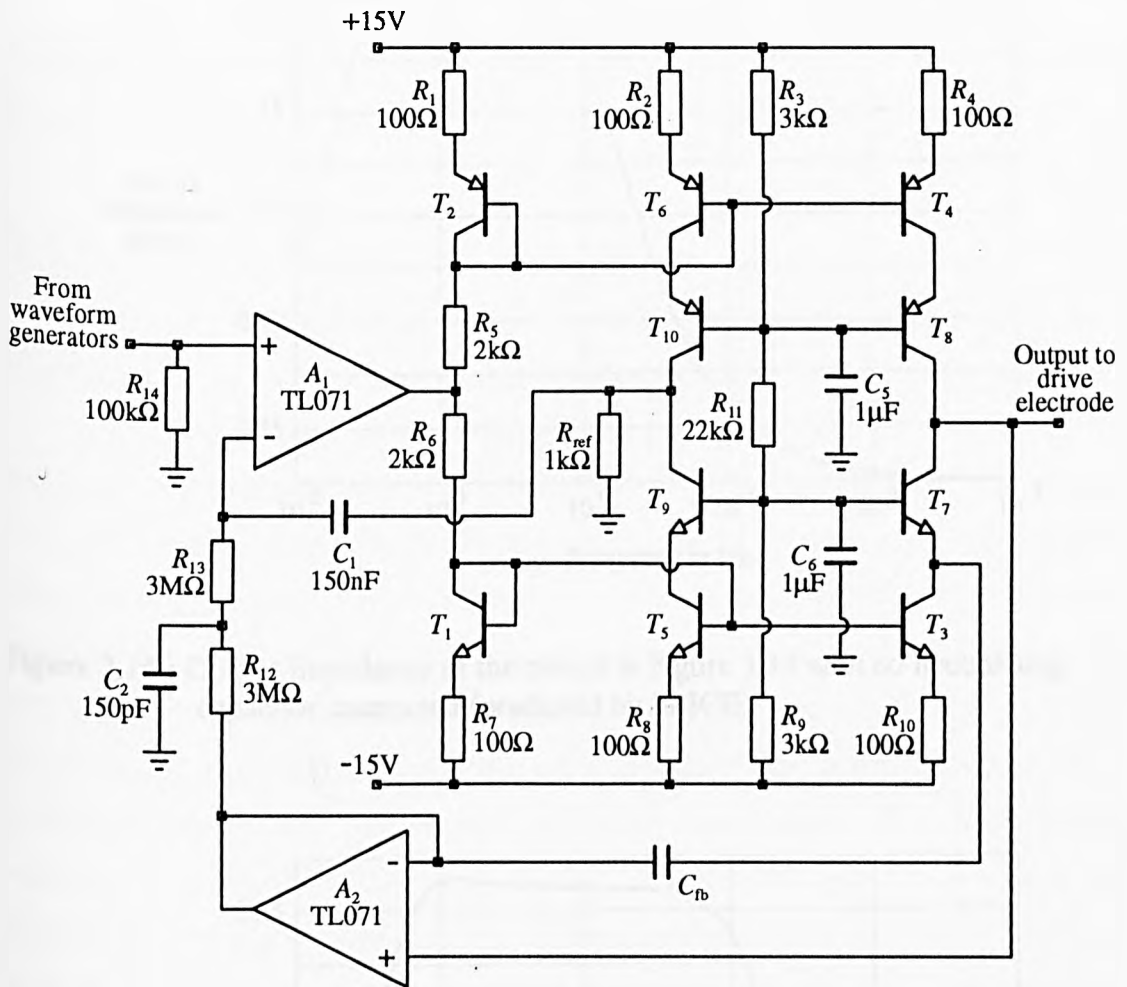 +15V
R1
100Ω
R2
100Ω
R3
3kΩ
R4
100Ω
T2
T6
T4
From
waveform
generators
R5
2kΩ
T10
T8
+
A1
TL071
-
R14
100kΩ
R6
2kΩ
Rref
1kΩ
R11
22kΩ
C5
1µF
Output to
drive
electrode
T9
T7
C1
150nF
R13
3MΩ
C6
1µF
T1
T5
T3
C2
150pF
R12
3MΩ
R7
100Ω
R8
100Ω
R9
3kΩ
R10
100Ω
-15V
-
A2
TL071
+
Cfb